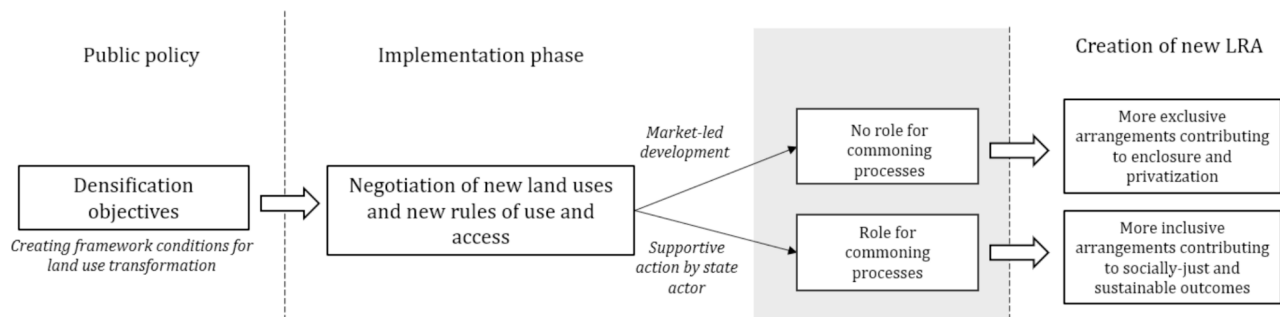 Public policy
Implementation phase
Creation of new LRA
Densification
objectives
Creating framework conditions for
land use transformation
Negotiation of new land uses
and new rules of use and
access
Market-led
development
Supportive
action by state
actor
No role for
commoning
processes
Role for
commoning
processes
More exclusive
arrangements contributing
to enclosure and
privatization
More inclusive
arrangements contributing
to socially-just and
sustainable outcomes